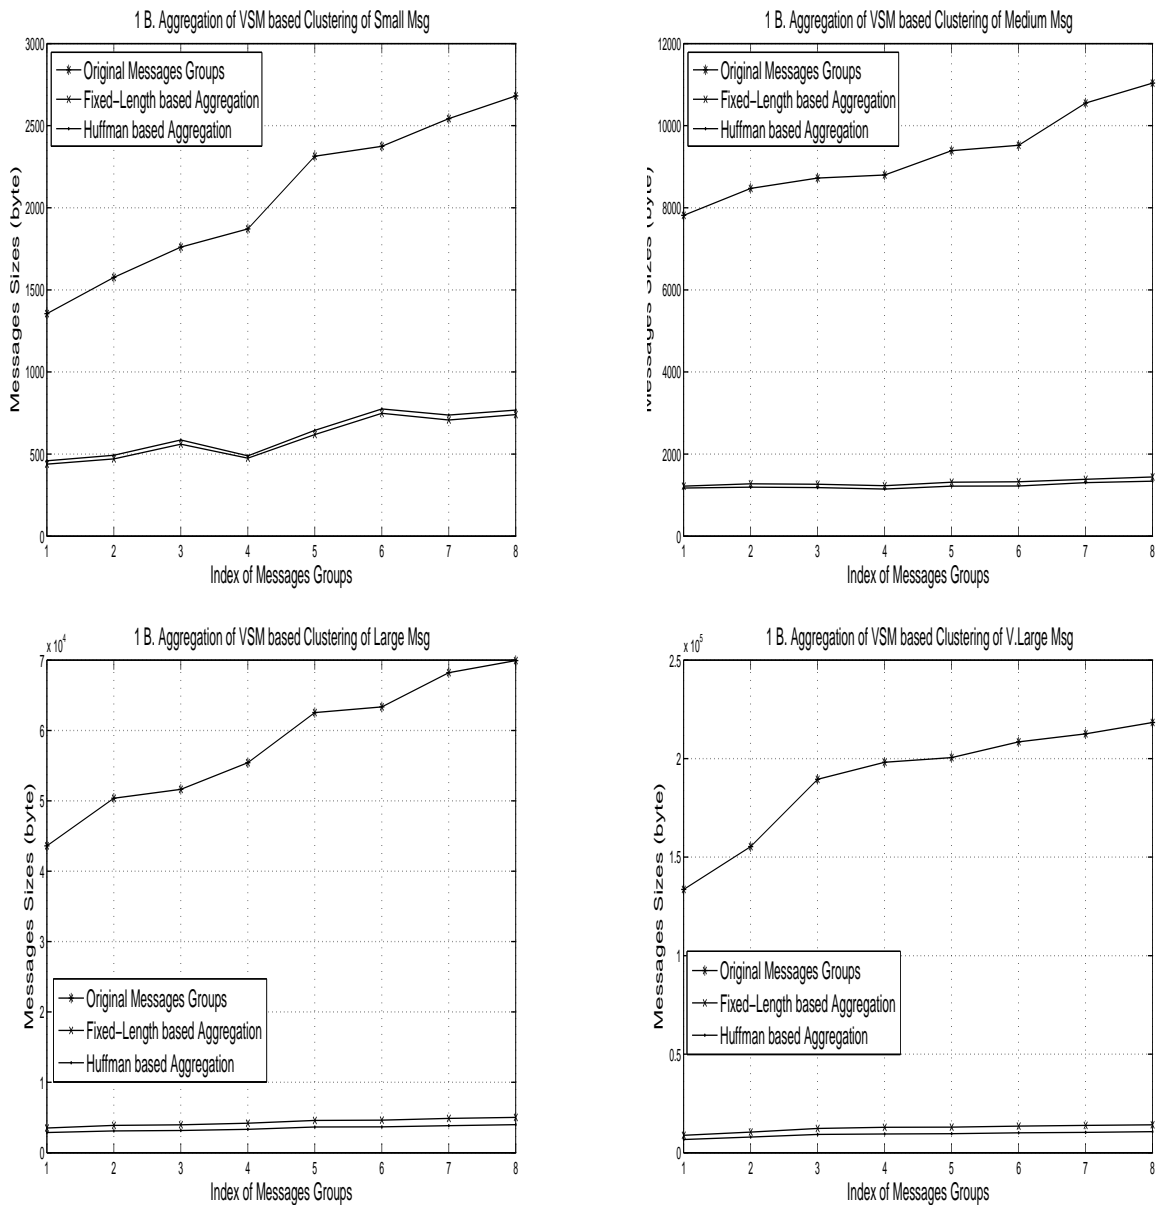 1 B. Aggregation of VSM based Clustering of Small Msg
3000
2500
2000
1500
1000
500
0
Messages Sizes (byte)
Original Messages Groups
Fixed–Length based Aggregation
Huffman based Aggregation
1 2 3 4 5 6 7 8
Index of Messages Groups
1 B. Aggregation of VSM based Clustering of Medium Msg
12000
10000
8000
6000
4000
2000
0
Messages Sizes (byte)
Original Messages Groups
Fixed–Length based Aggregation
Huffman based Aggregation
1 2 3 4 5 6 7 8
Index of Messages Groups
1 B. Aggregation of VSM based Clustering of Large Msg
x 10⁴
7
6
5
4
3
2
1
0
Messages Sizes (byte)
Original Messages Groups
Fixed–Length based Aggregation
Huffman based Aggregation
1 2 3 4 5 6 7 8
Index of Messages Groups
1 B. Aggregation of VSM based Clustering of V.Large Msg
x 10⁵
2.5
2
1.5
1
0.5
0
Messages Sizes (byte)
Original Messages Groups
Fixed–Length based Aggregation
Huffman based Aggregation
1 2 3 4 5 6 7 8
Index of Messages Groups